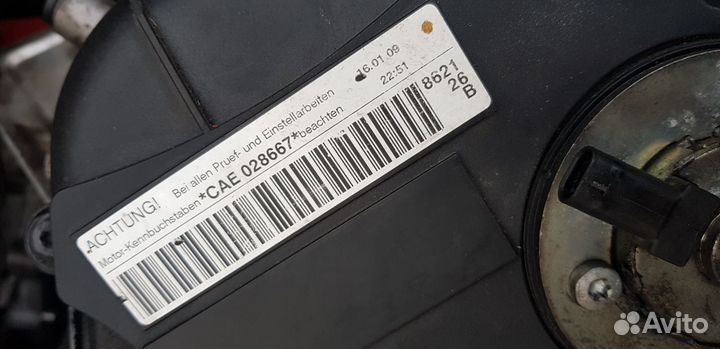 ACHTUNG! Bei allen Pruef- und Einstellarbeiten 16.01.09
Motor-Kennbuchstaben *CAE 028667* beachten 22:51
8621
26
B
Avito